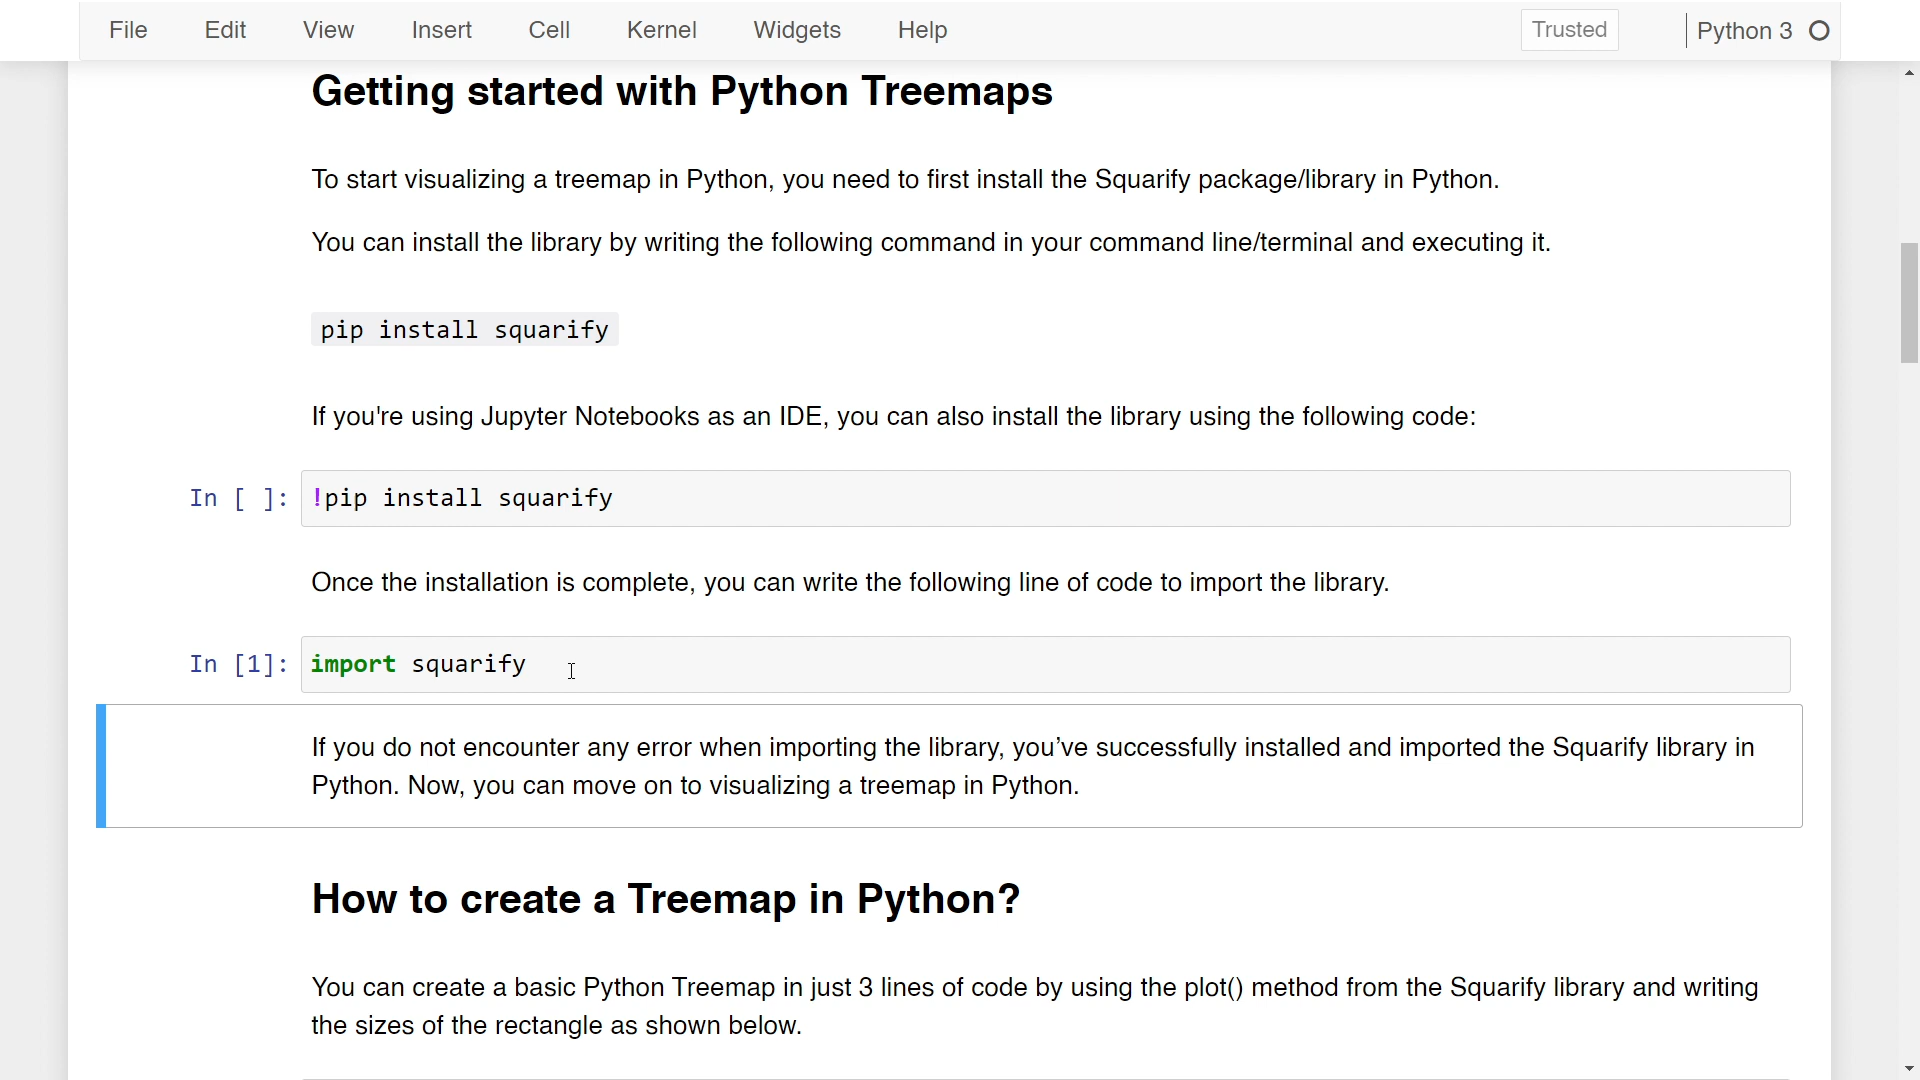 File Edit View Insert Cell Kernel Widgets Help Trusted Python 3
Getting started with Python Treemaps
To start visualizing a treemap in Python, you need to first install the Squarify package/library in Python.
You can install the library by writing the following command in your command line/terminal and executing it.
pip install squarify
If you're using Jupyter Notebooks as an IDE, you can also install the library using the following code:
In [ ]: !pip install squarify
Once the installation is complete, you can write the following line of code to import the library.
In [1]: import squarify
If you do not encounter any error when importing the library, you’ve successfully installed and imported the Squarify library in
Python. Now, you can move on to visualizing a treemap in Python.
How to create a Treemap in Python?
You can create a basic Python Treemap in just 3 lines of code by using the plot() method from the Squarify library and writing
the sizes of the rectangle as shown below.